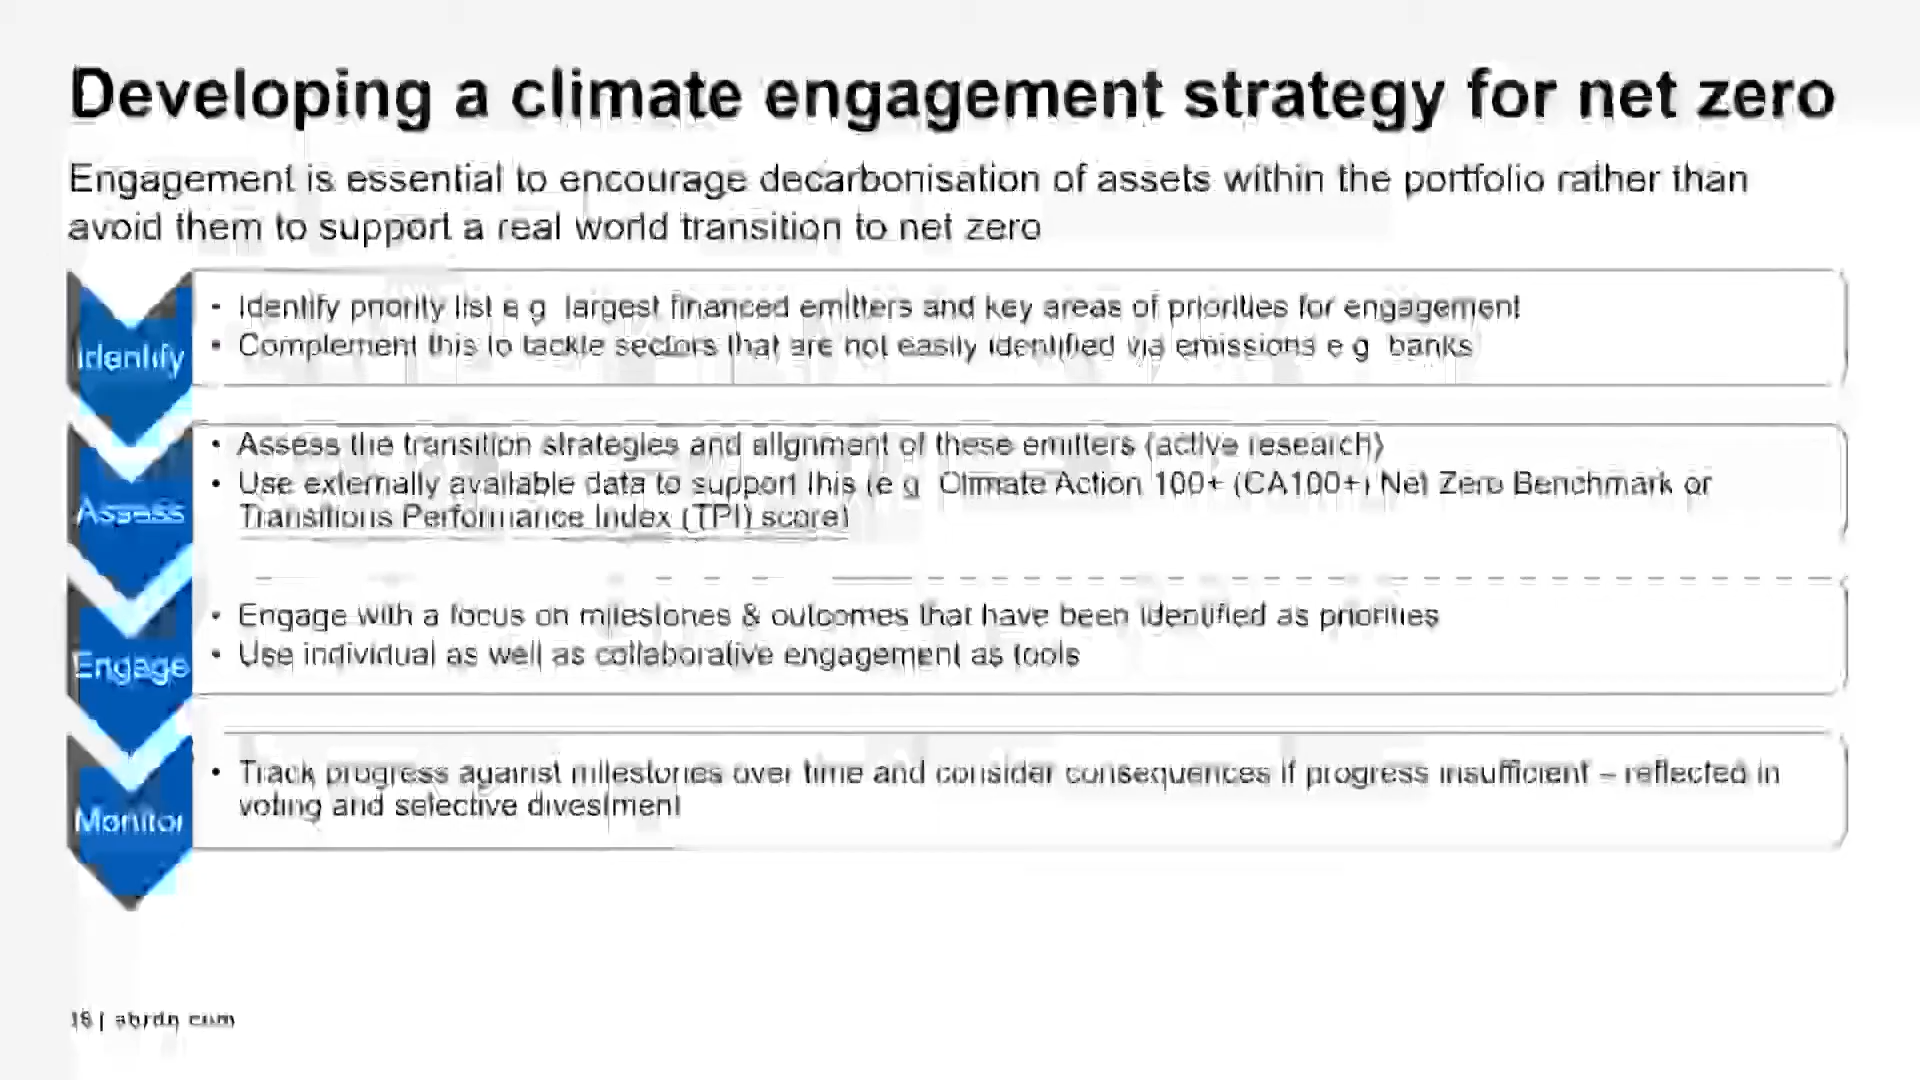 Developing a climate engagement strategy for net zero
Engagement is essential to encourage decarbonisation of assets within the portfolio rather than
avoid them to support a real world transition to net zero
Identify
• Identify priority list e.g. largest financed emitters and key areas of priorities for engagement
• Complement this to tackle sectors that are not easily identified via emissions e.g. banks
Assess
• Assess the transition strategies and alignment of these emitters (active research)
• Use externally available data to support this (e.g. Climate Action 100+ (CA100+) Net Zero Benchmark or
Transitions Performance Index (TPI) score)
Engage
• Engage with a focus on milestones & outcomes that have been identified as priorities
• Use individual as well as collaborative engagement as tools
Monitor
• Track progress against milestones over time and consider consequences if progress insufficient – reflected in
voting and selective divestment
| abrdn.com